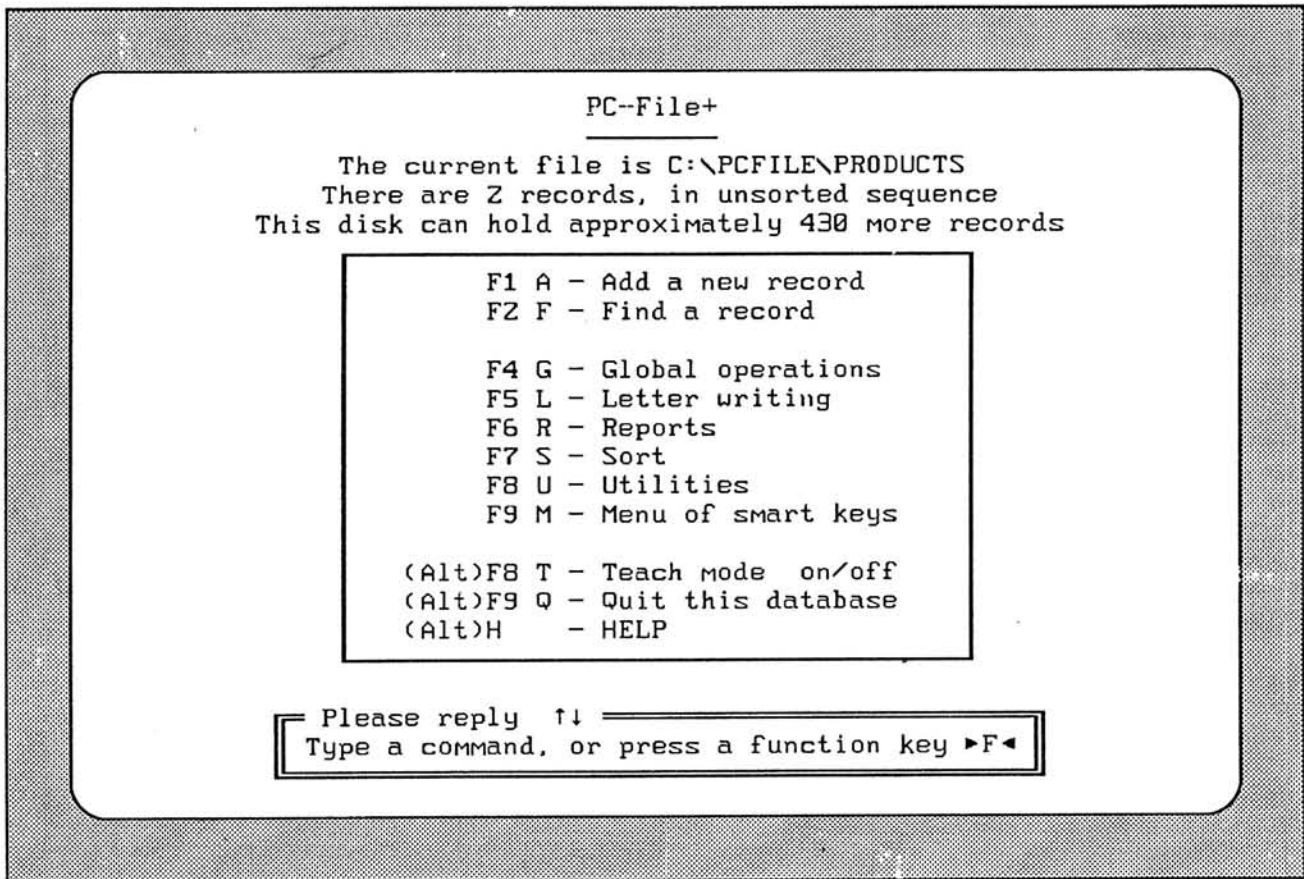 PC-File+
The current file is C:\PCFILE\PRODUCTS
There are 2 records, in unsorted sequence
This disk can hold approximately 430 more records
F1 A - Add a new record
F2 F - Find a record
F4 G - Global operations
F5 L - Letter writing
F6 R - Reports
F7 S - Sort
F8 U - Utilities
F9 M - Menu of smart keys
(Alt)F8 T - Teach mode on/off
(Alt)F9 Q - Quit this database
(Alt)H - HELP
Please reply ↑↓
Type a command, or press a function key ►F◄